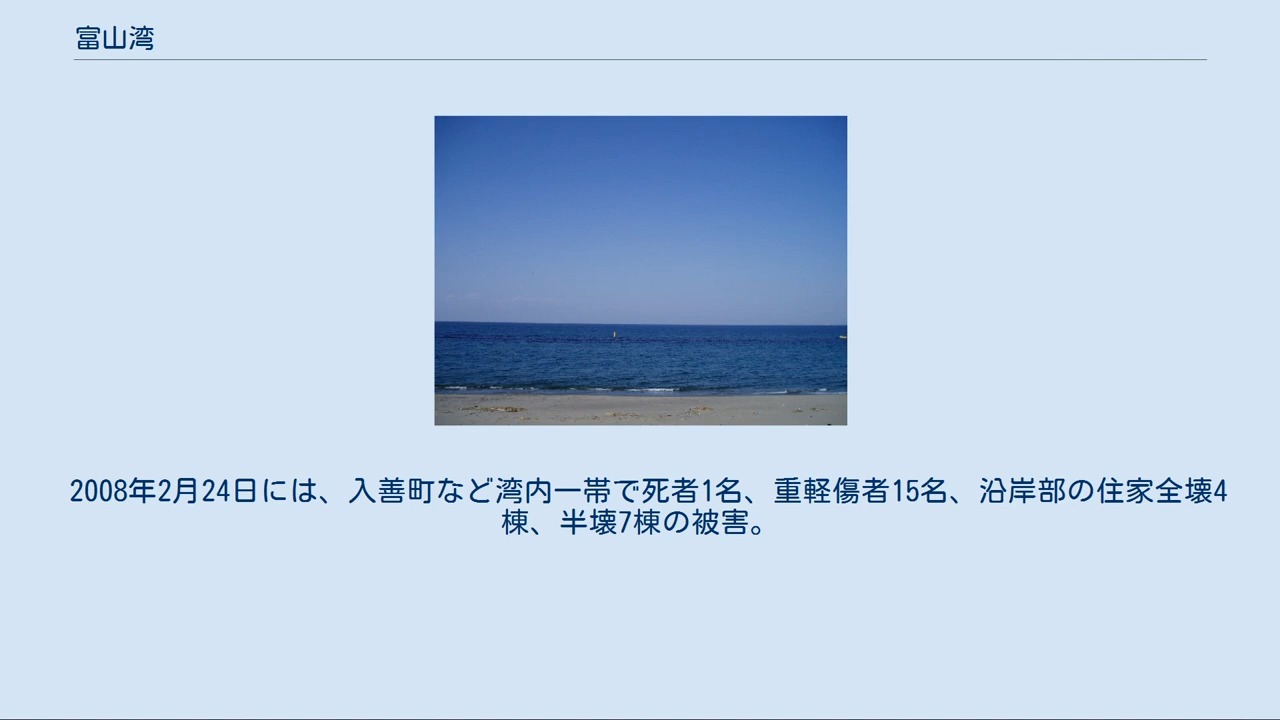 富山湾
2008年2月24日には、入善町など湾内一帯で死者1名、重軽傷者15名、沿岸部の住家全壊4
棟、半壊7棟の被害。